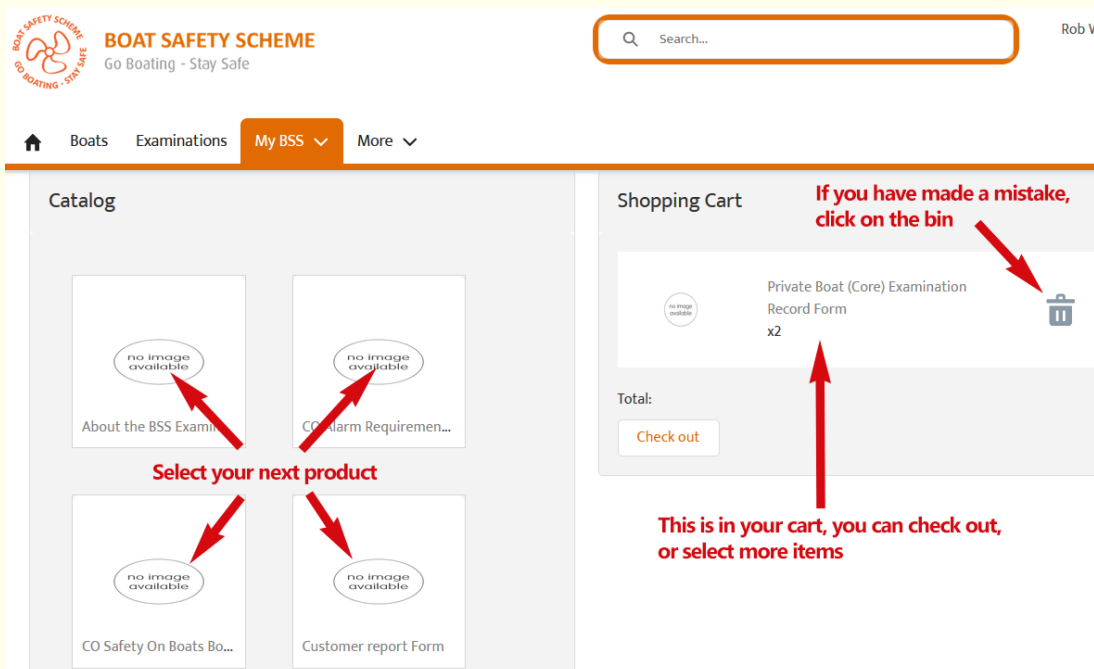 BOAT SAFETY SCHEME
GO BOATING - STAY SAFE
BOAT SAFETY SCHEME
Go Boating - Stay Safe
Search...
Rob W
Boats
Examinations
My BSS
More
Catalog
no image
available
About the BSS Examin
no image
available
CO Alarm Requiremen...
Select your next product
no image
available
CO Safety On Boats Bo...
no image
available
Customer report Form
Shopping Cart
If you have made a mistake,
click on the bin
no image
available
Private Boat (Core) Examination
Record Form
x2
Total:
Check out
This is in your cart, you can check out,
or select more items